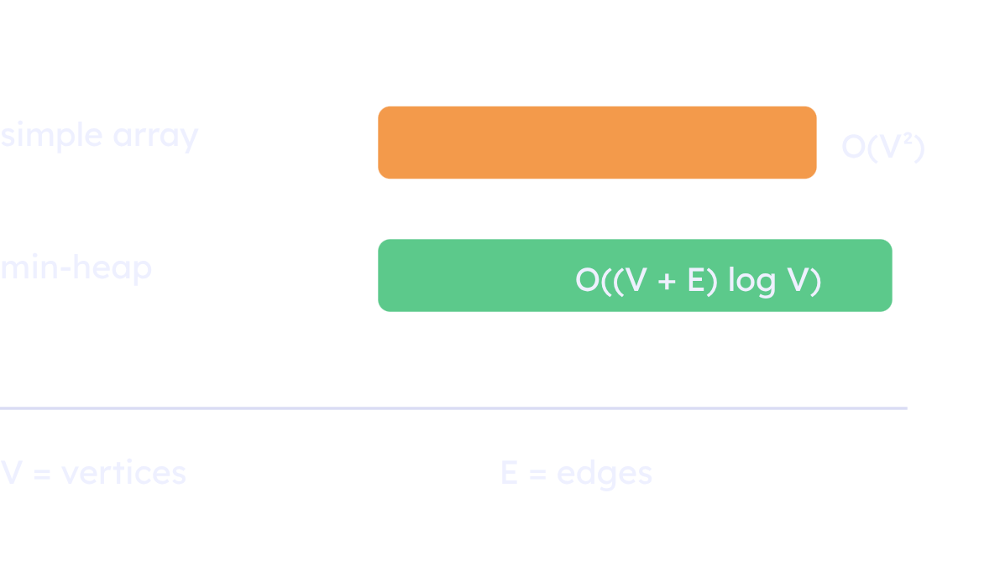 simple array
O(V²)
min-heap
O((V + E) log V)
V = vertices
E = edges